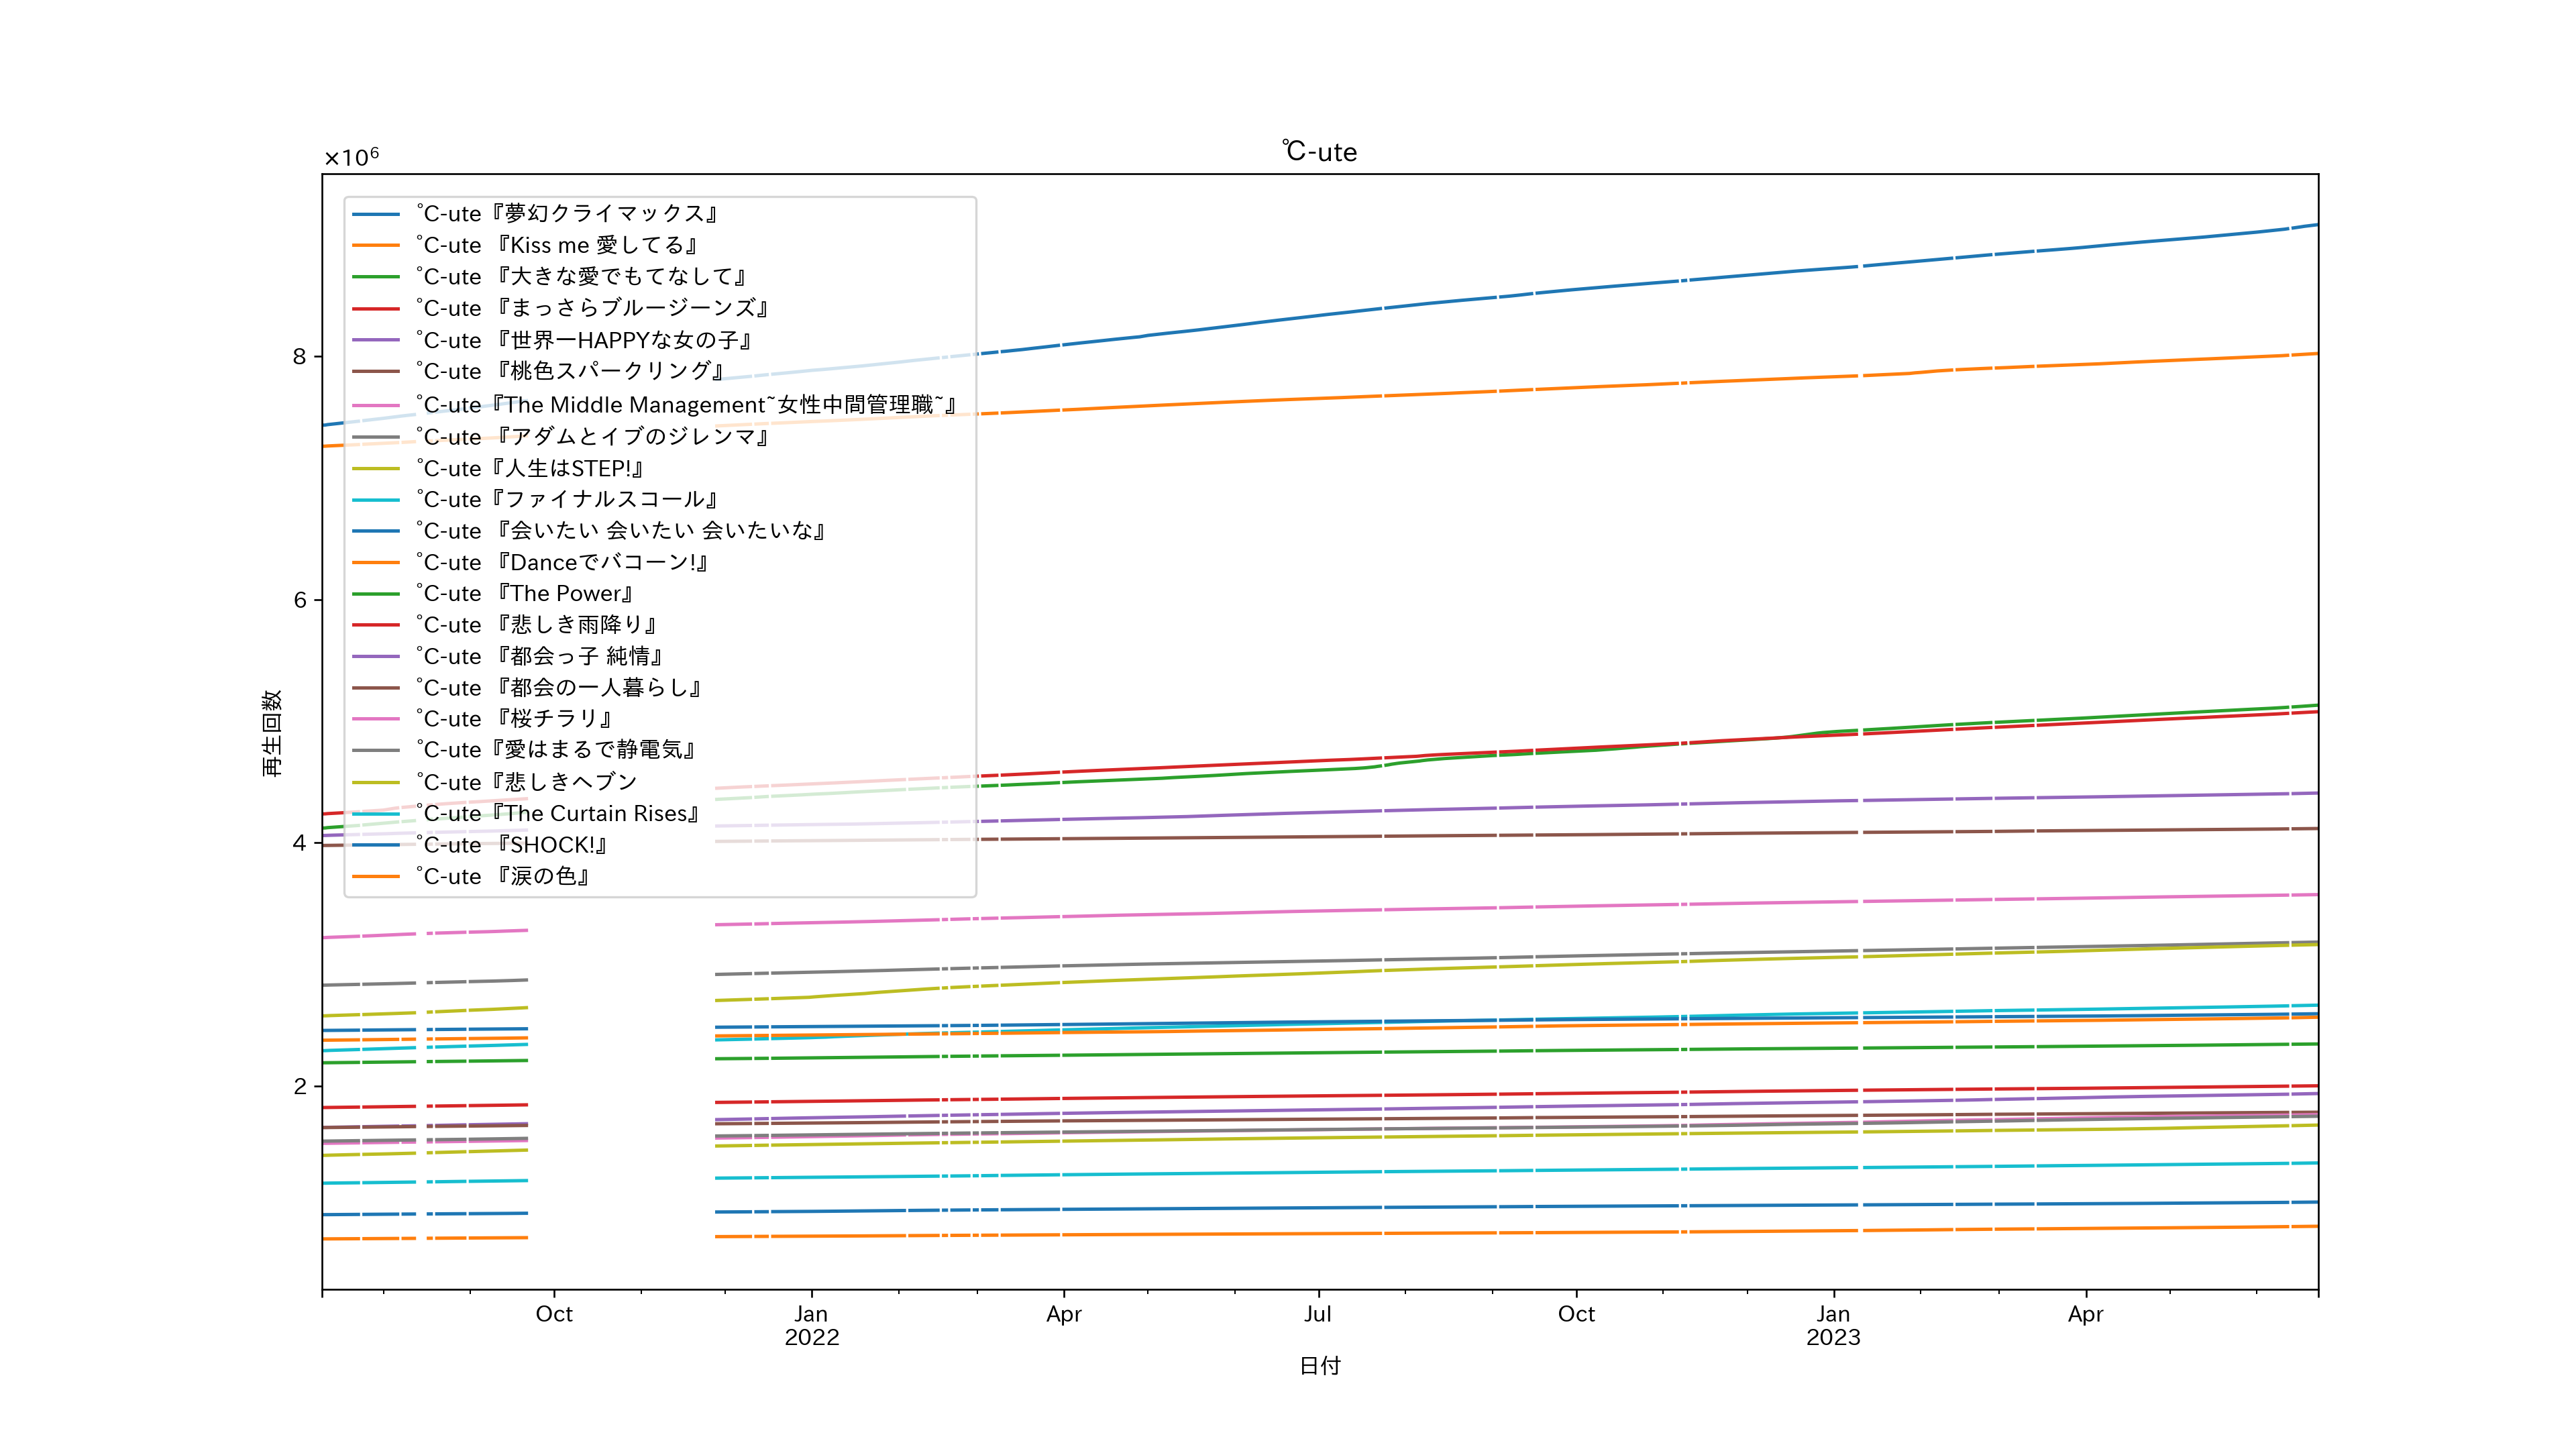 ℃-ute
×10⁶
°C-ute『夢幻クライマックス』
°C-ute 『Kiss me 愛してる』
°C-ute 『大きな愛でもてなして』
°C-ute 『まっさらブルージーンズ』
°C-ute 『世界一HAPPYな女の子』
°C-ute 『桃色スパークリング』
°C-ute『The Middle Management~女性中間管理職~』
°C-ute『アダムとイブのジレンマ』
°C-ute『人生はSTEP!』
°C-ute『ファイナルスコール』
°C-ute 『会いたい 会いたい 会いたいな』
°C-ute 『Danceでバコーン!』
°C-ute 『The Power』
°C-ute 『悲しき雨降り』
°C-ute 『都会っ子 純情』
°C-ute 『都会の一人暮らし』
°C-ute 『桜チラリ』
°C-ute『愛はまるで静電気』
°C-ute『悲しきヘブン
°C-ute『The Curtain Rises』
°C-ute 『SHOCK!』
°C-ute 『涙の色』
8
6
4
2
再生回数
Oct Jan Apr Jul Oct Jan Apr
2022 2023
日付